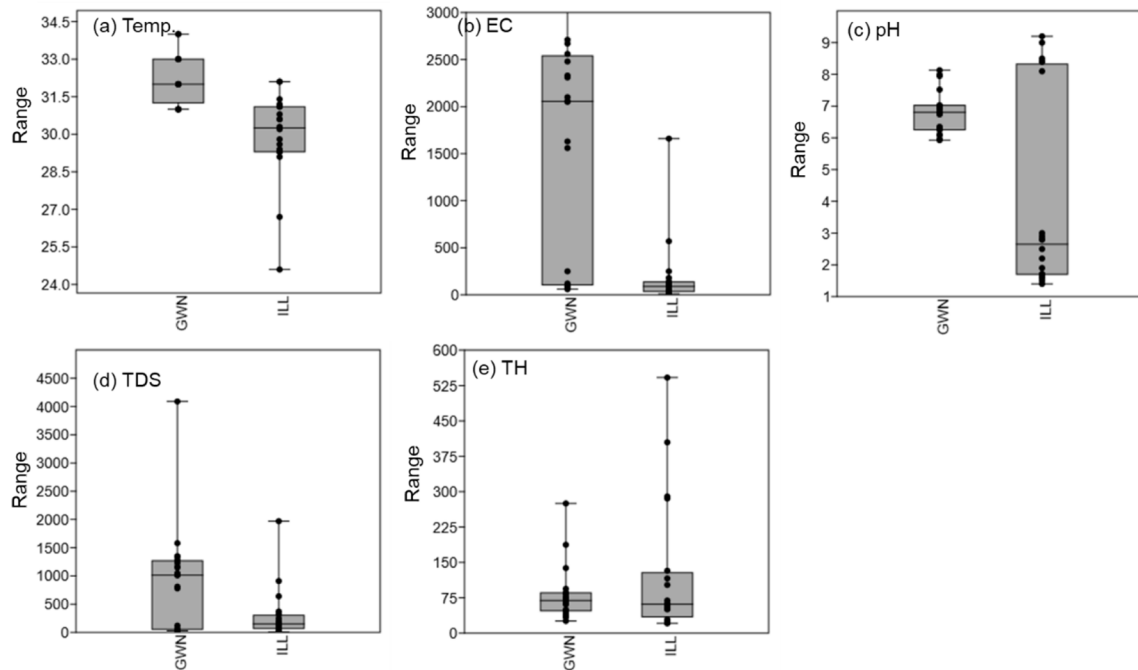 (a) Temp.
Range
34.5
33.0
31.5
30.0
28.5
27.0
25.5
24.0
GWN
ILL
(b) EC
Range
3000
2500
2000
1500
1000
500
0
GWN
ILL
(c) pH
Range
9
8
7
6
5
4
3
2
1
GWN
ILL
(d) TDS
Range
4500
4000
3500
3000
2500
2000
1500
1000
500
0
GWN
ILL
(e) TH
Range
600
525
450
375
300
225
150
75
0
GWN
ILL